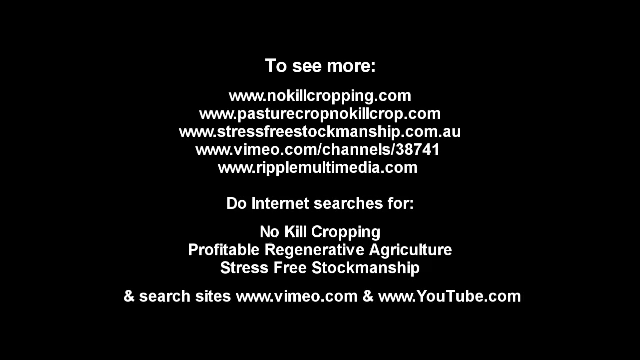 To see more:
www.nokillcropping.com
www.pasturecropnokillcrop.com
www.stressfreestockmanship.com.au
www.vimeo.com/channels/38741
www.ripplemultimedia.com
Do Internet searches for:
No Kill Cropping
Profitable Regenerative Agriculture
Stress Free Stockmanship
& search sites www.vimeo.com & www.YouTube.com